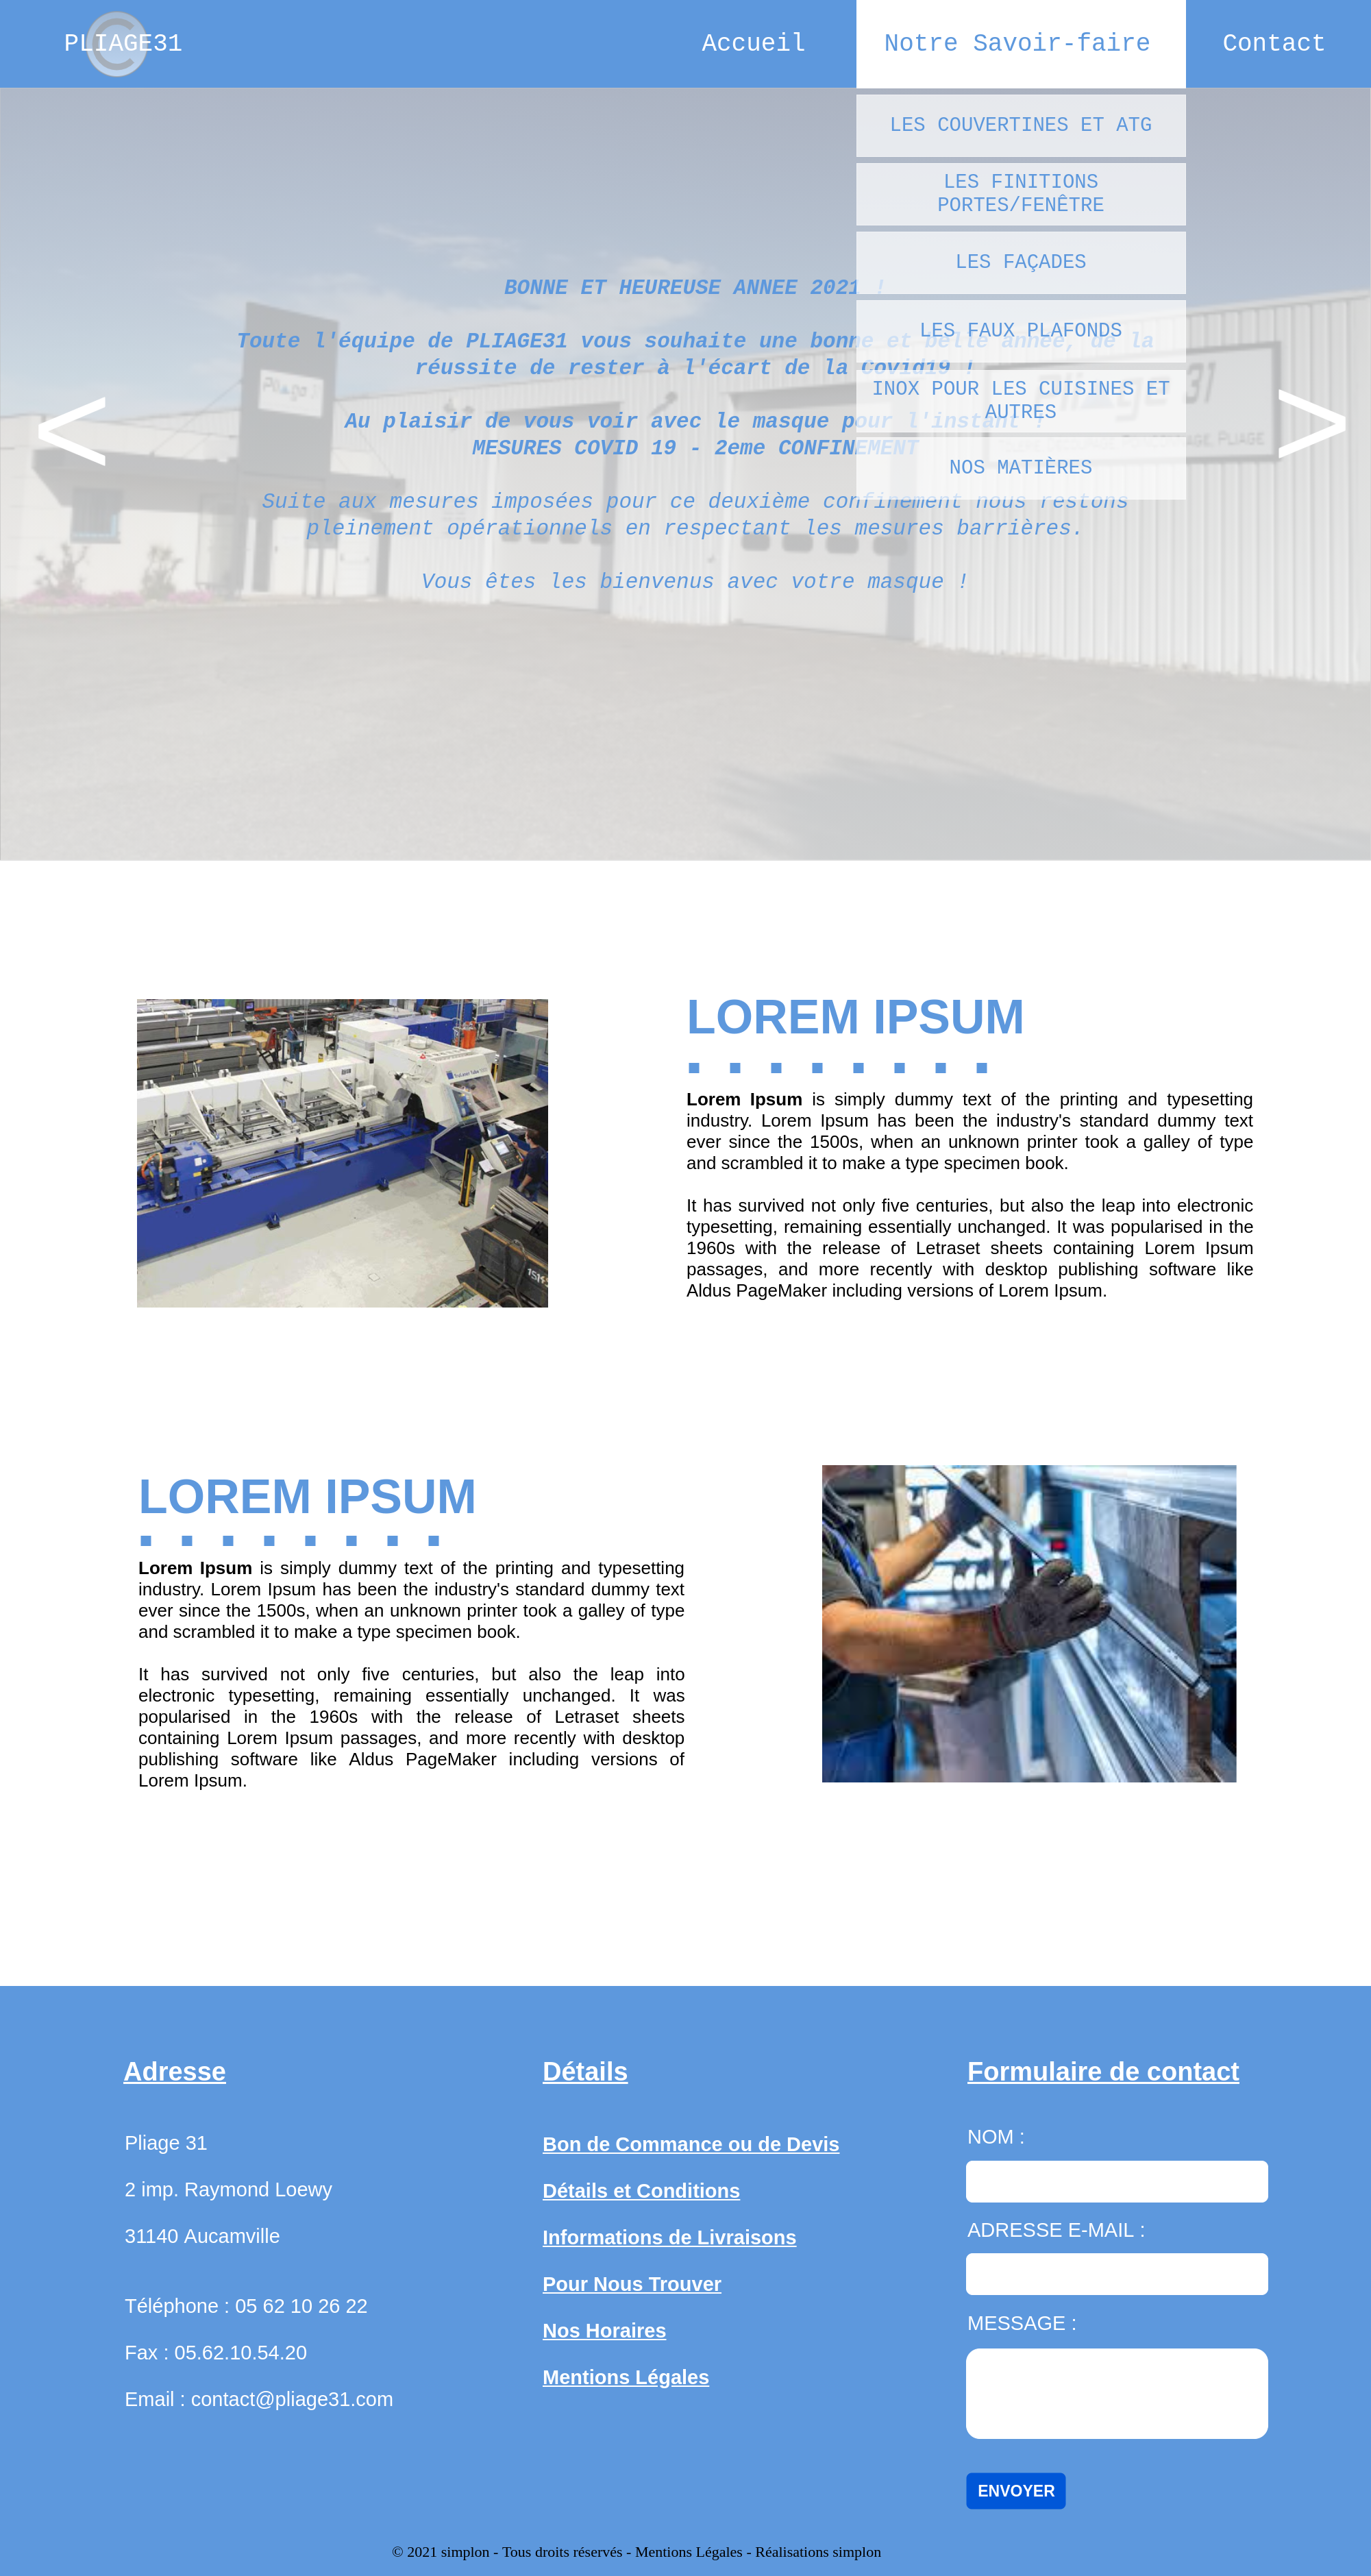 PLIAGE31
Accueil
Notre Savoir-faire
Contact
LES COUVERTINES ET ATG
LES FINITIONS
PORTES/FENÊTRE
LES FAÇADES
LES FAUX PLAFONDS
INOX POUR LES CUISINES ET
AUTRES
NOS MATIÈRES
BONNE ET HEUREUSE ANNEE 2021 !
Toute l'équipe de PLIAGE31 vous souhaite une bonne et belle année, de la
réussite de rester à l'écart de la Covid19 !
Au plaisir de vous voir avec le masque pour l'instant !
MESURES COVID 19 - 2eme CONFINEMENT
Suite aux mesures imposées pour ce deuxième confinement nous restons
pleinement opérationnels en respectant les mesures barrières.
Vous êtes les bienvenus avec votre masque !
< >
LOREM IPSUM
Lorem Ipsum is simply dummy text of the printing and typesetting
industry. Lorem Ipsum has been the industry's standard dummy text
ever since the 1500s, when an unknown printer took a galley of type
and scrambled it to make a type specimen book.
It has survived not only five centuries, but also the leap into electronic
typesetting, remaining essentially unchanged. It was popularised in the
1960s with the release of Letraset sheets containing Lorem Ipsum
passages, and more recently with desktop publishing software like
Aldus PageMaker including versions of Lorem Ipsum.
LOREM IPSUM
Lorem Ipsum is simply dummy text of the printing and typesetting
industry. Lorem Ipsum has been the industry's standard dummy text
ever since the 1500s, when an unknown printer took a galley of type
and scrambled it to make a type specimen book.
It has survived not only five centuries, but also the leap into
electronic typesetting, remaining essentially unchanged. It was
popularised in the 1960s with the release of Letraset sheets
containing Lorem Ipsum passages, and more recently with desktop
publishing software like Aldus PageMaker including versions of
Lorem Ipsum.
Adresse
Pliage 31
2 imp. Raymond Loewy
31140 Aucamville
Téléphone : 05 62 10 26 22
Fax : 05.62.10.54.20
Email : contact@pliage31.com
Détails
Bon de Commance ou de Devis
Détails et Conditions
Informations de Livraisons
Pour Nous Trouver
Nos Horaires
Mentions Légales
Formulaire de contact
NOM :
ADRESSE E-MAIL :
MESSAGE :
ENVOYER
© 2021 simplon - Tous droits réservés - Mentions Légales - Réalisations simplon